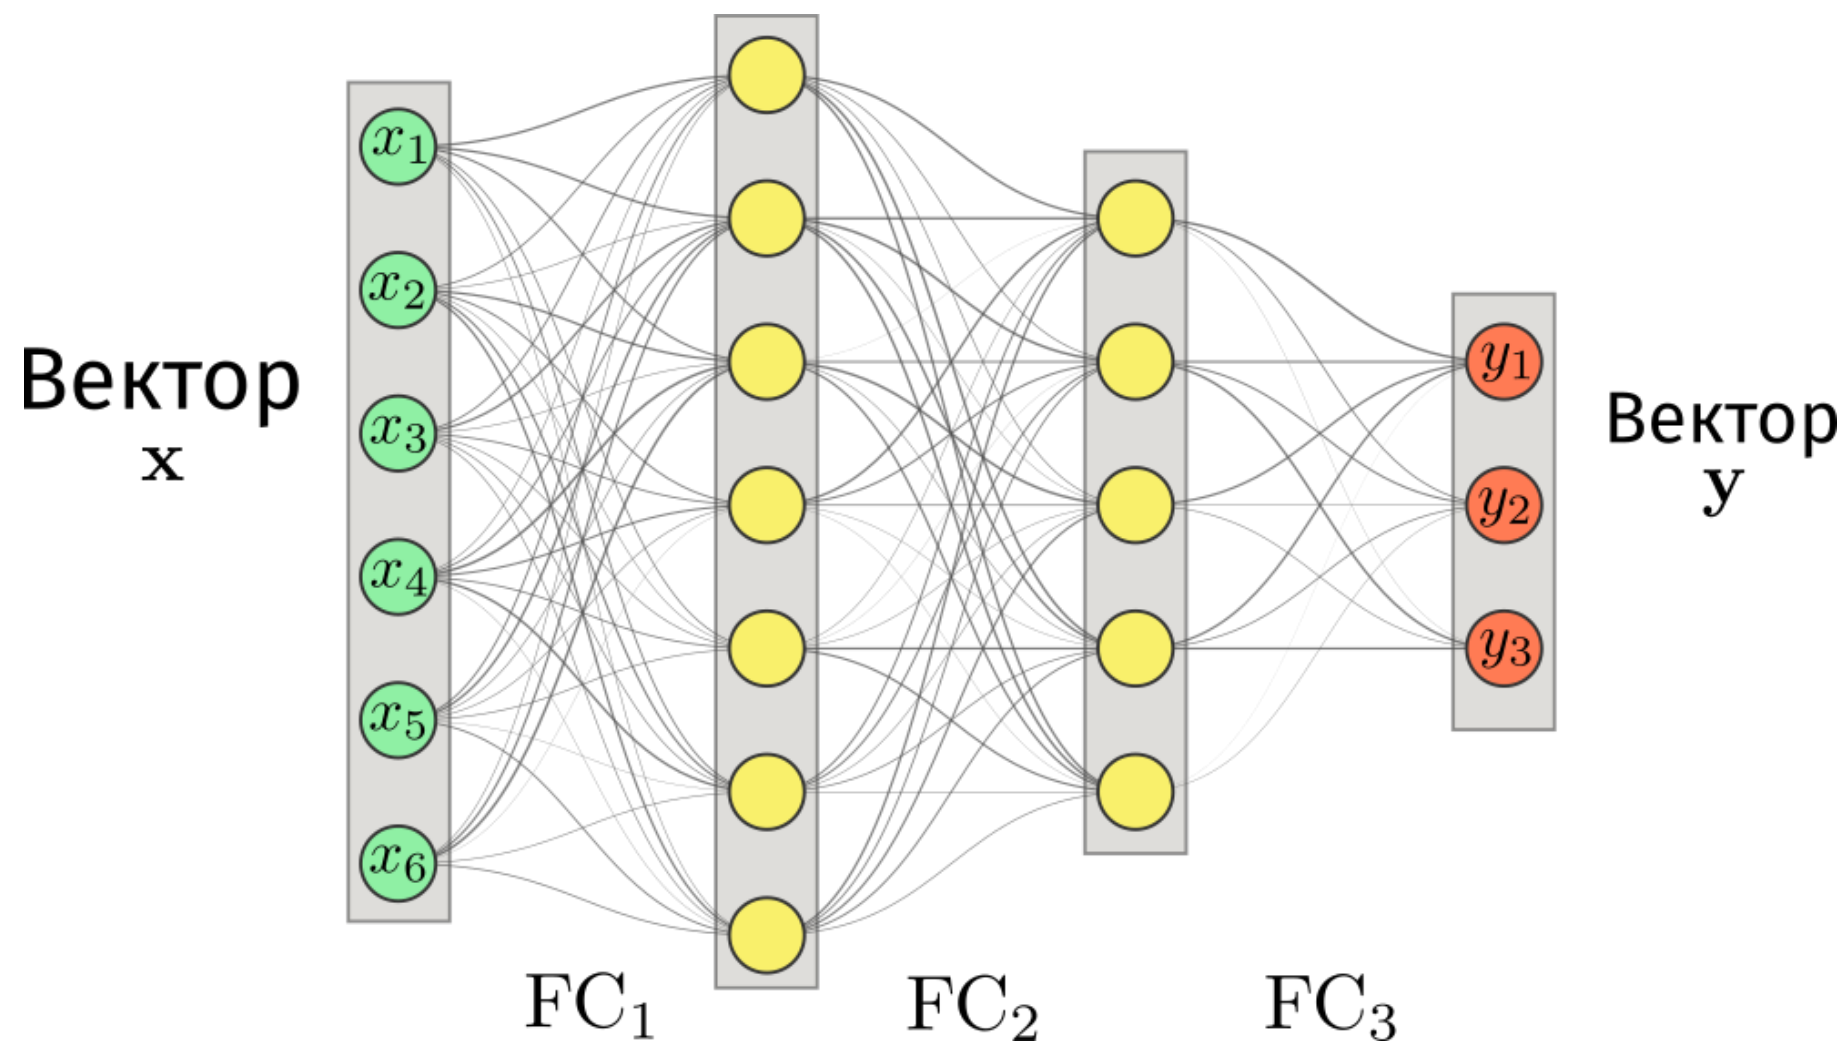 Вектор
x
x₁
x₂
x₃
x₄
x₅
x₆
y₁
y₂
y₃
Вектор
y
FC₁
FC₂
FC₃